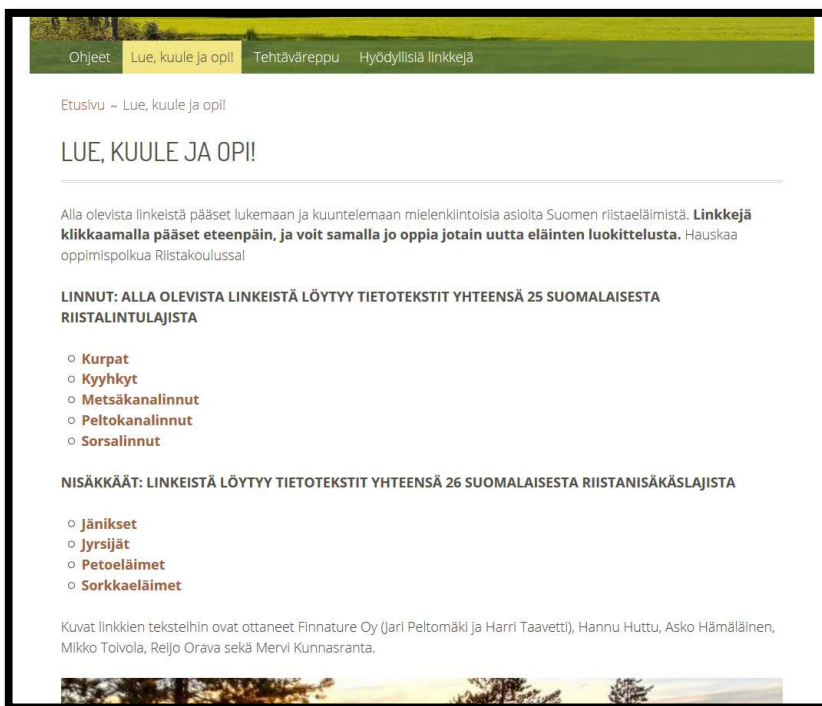 Ohjeet Lue, kuule ja opi! Tehtäväreppu Hyödyllisiä linkkejä
Etusivu ~ Lue, kuule ja opi!
LUE, KUULE JA OPI!
Alla olevista linkeistä pääset lukemaan ja kuuntelemaan mielenkiintoisia asioita Suomen riistaeläimistä. Linkkejä
klikkaamalla pääset eteenpäin, ja voit samalla jo oppia jotain uutta eläinten luokittelusta. Hauskaa
oppimispolkua Riistakoulussa!
LINNUT: ALLA OLEVISTA LINKEISTÄ LÖYTYY TIETOTEKSTIT YHTEENSÄ 25 SUOMALAISESTA
RIISTALINTULAJISTA
Kurpat
Kyyhkyt
Metsäkanalinnut
Peltokanalinnut
Sorsalinnut
NISÄKKÄÄT: LINKEISTÄ LÖYTYY TIETOTEKSTIT YHTEENSÄ 26 SUOMALAISESTA RIISTANISÄKÄSLAJISTA
Jänikset
Jyrsijät
Petoeläimet
Sorkkaeläimet
Kuvat linkkien teksteihin ovat ottaneet Finnature Oy (Jari Peltomäki ja Harri Taavetti), Hannu Huttu, Asko Hämäläinen,
Mikko Toivola, Reijo Orava sekä Mervi Kunnasranta.